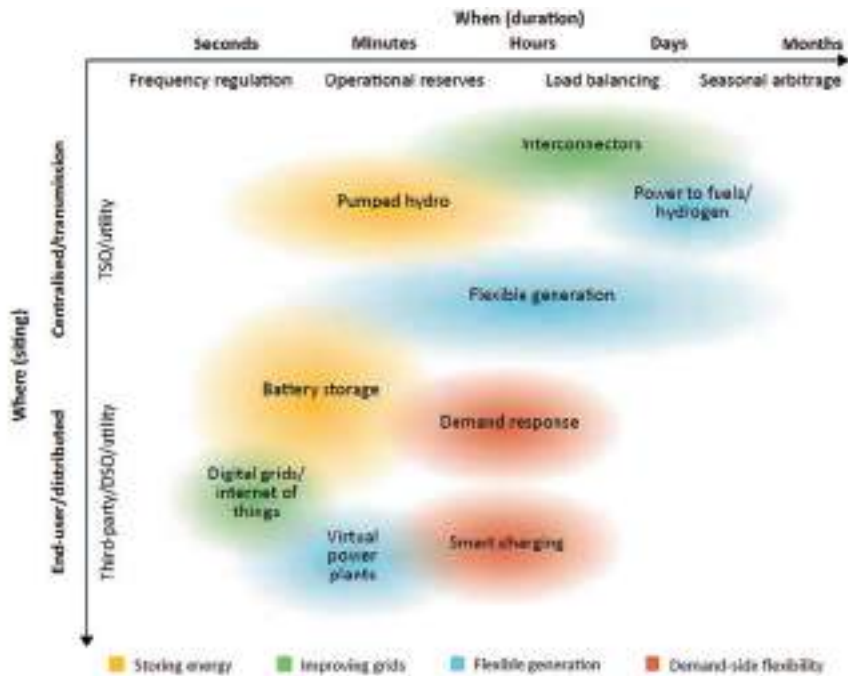 When (duration)
Seconds Minutes Hours Days Months
Frequency regulation Operational reserves Load balancing Seasonal arbitrage
Where (siting)
Centralised/transmission
TSO/utility
End-user/distributed
Third-party/DSO/utility
Interconnectors
Pumped hydro
Power to fuels/
hydrogen
Flexible generation
Battery storage
Demand response
Digital grids/
internet of
things
Virtual
power
plants
Smart charging
Storing energy Improving grids Flexible generation Demand-side flexibility